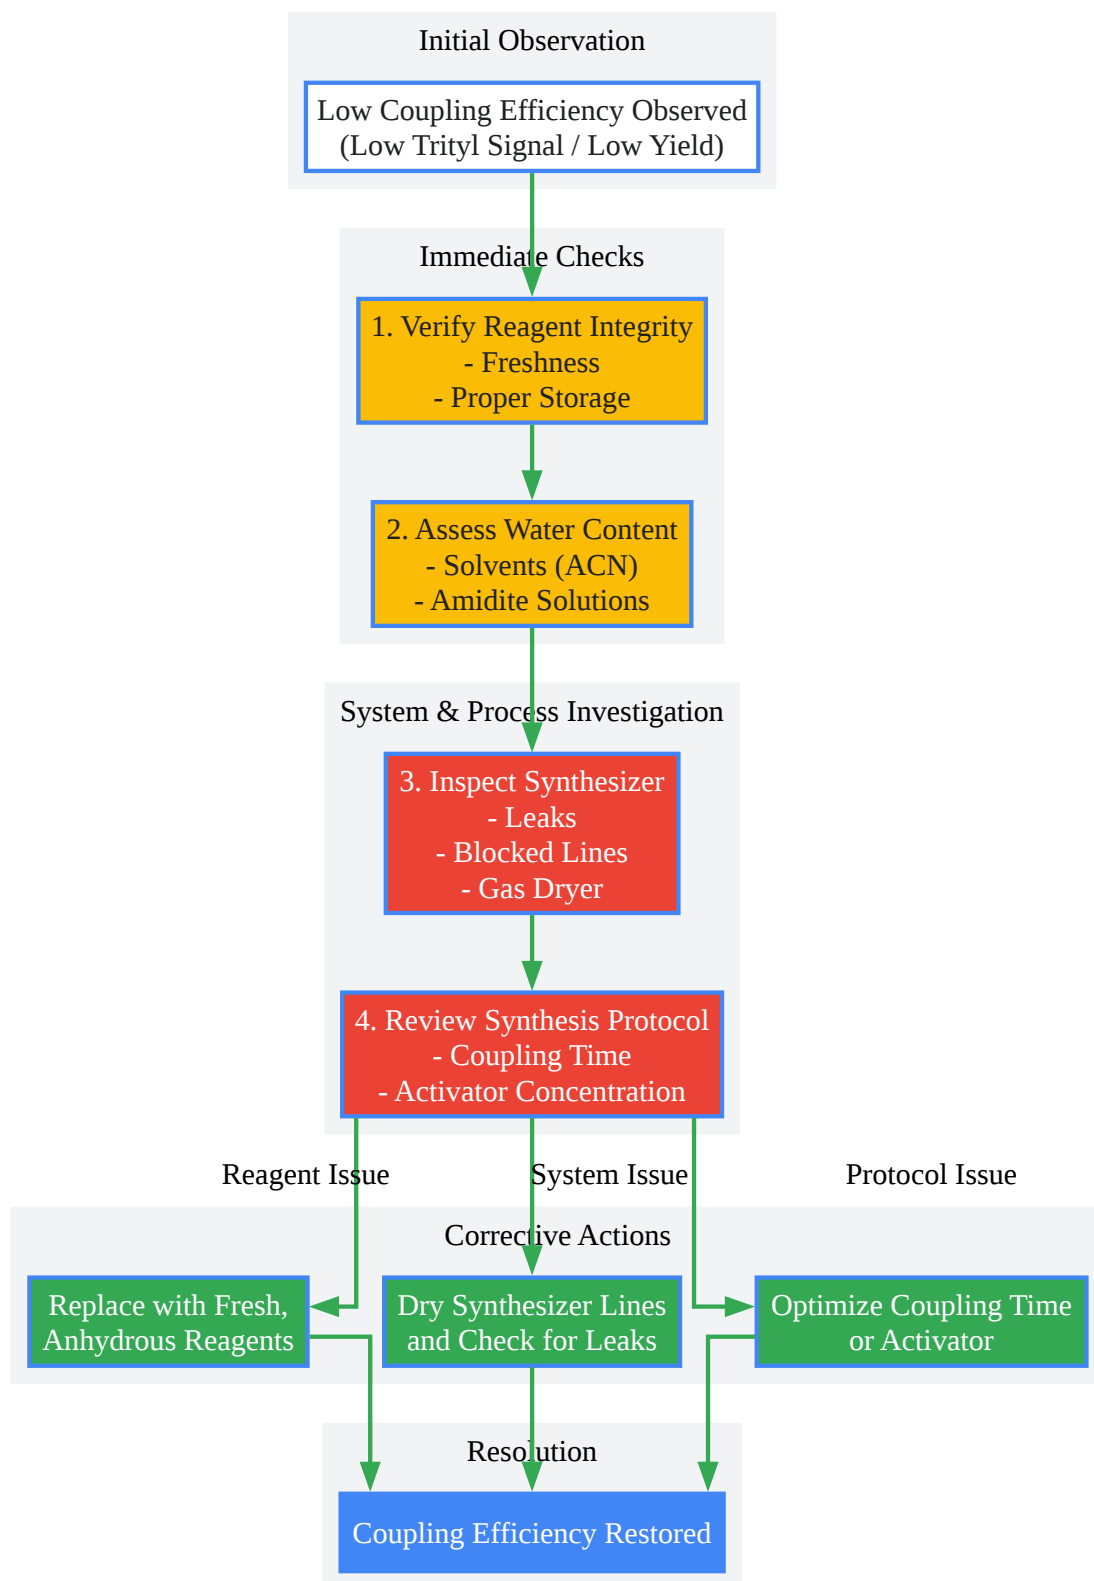 Initial Observation
Low Coupling Efficiency Observed
(Low Trityl Signal / Low Yield)
Immediate Checks
1. Verify Reagent Integrity
- Freshness
- Proper Storage
2. Assess Water Content
- Solvents (ACN)
- Amidite Solutions
System & Process Investigation
3. Inspect Synthesizer
- Leaks
- Blocked Lines
- Gas Dryer
4. Review Synthesis Protocol
- Coupling Time
- Activator Concentration
Reagent Issue
System Issue
Protocol Issue
Corrective Actions
Replace with Fresh,
Anhydrous Reagents
Dry Synthesizer Lines
and Check for Leaks
Optimize Coupling Time
or Activator
Resolution
Coupling Efficiency Restored